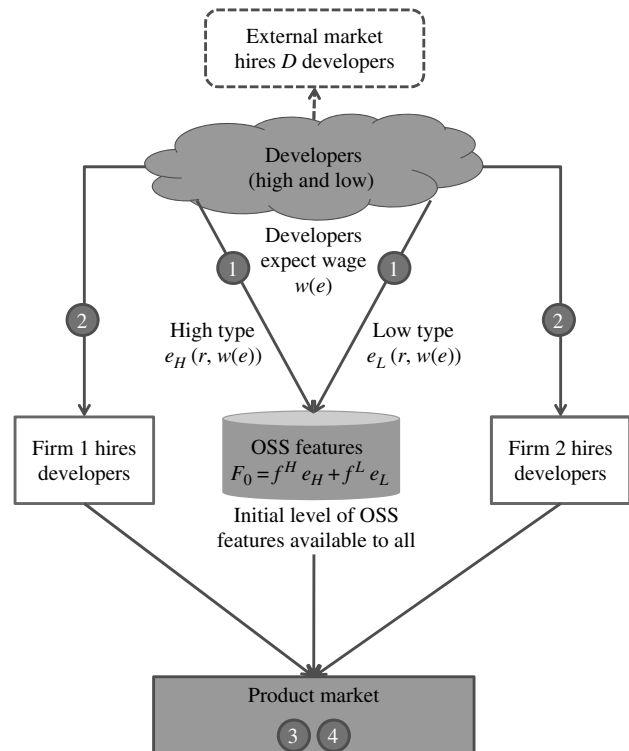 External market
hires D developers
Developers
(high and low)
Developers
expect wage
w(e)
1
1
2
2
High type
e_H (r, w(e))
Low type
e_L (r, w(e))
Firm 1 hires
developers
OSS features
F_0 = f^H e_H + f^L e_L
Firm 2 hires
developers
Initial level of OSS
features available to all
Product market
3 4